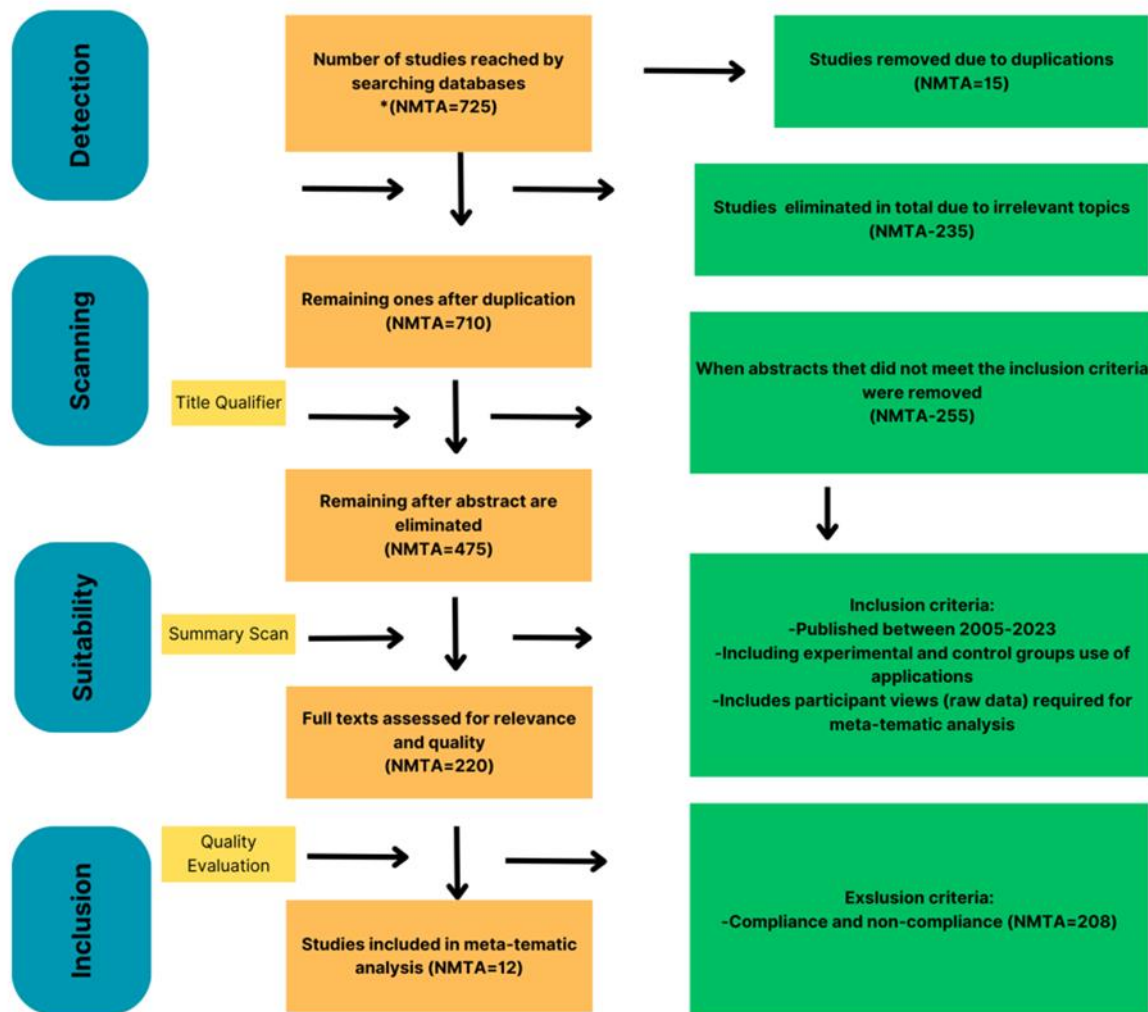 Detection
Number of studies reached by
searching databases
*(NMTA=725)
Studies removed due to duplications
(NMTA=15)
Studies eliminated in total due to irrelevant topics
(NMTA-235)
Scanning
Remaining ones after duplication
(NMTA=710)
When abstracts thet did not meet the inclusion criteria
were removed
(NMTA-255)
Title Qualifier
Remaining after abstract are
eliminated
(NMTA=475)
Suitability
Summary Scan
Inclusion criteria:
-Published between 2005-2023
-Including experimental and control groups use of
applications
-Includes participant views (raw data) required for
meta-tematic analysis
Full texts assessed for relevance
and quality
(NMTA=220)
Inclusion
Quality
Evaluation
Exslusion criteria:
-Compliance and non-compliance (NMTA=208)
Studies included in meta-tematic
analysis (NMTA=12)